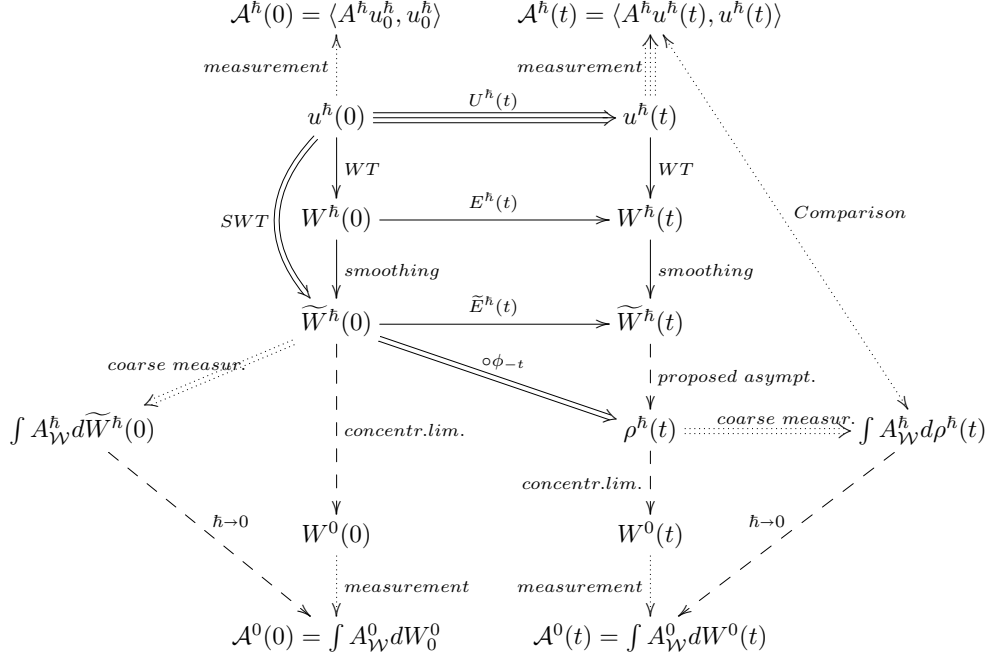 𝒜^ℏ(0) = ⟨A^ℏ u_0^ℏ, u_0^ℏ⟩ 𝒜^ℏ(t) = ⟨A^ℏ u^ℏ(t), u^ℏ(t)⟩
measurement measurement
u^ℏ(0) U^ℏ(t) u^ℏ(t)
WT WT
SWT Comparison
W^ℏ(0) E^ℏ(t) W^ℏ(t)
smoothing smoothing
W̃^ℏ(0) Ẽ^ℏ(t) W̃^ℏ(t)
coarse measur. ∘ϕ_{−t} proposed asympt.
∫ A_𝒲^ℏ dW̃^ℏ(0) concentr.lim. ρ^ℏ(t) coarse measur. ∫ A_𝒲^ℏ dρ^ℏ(t)
concentr.lim.
ℏ→0 ℏ→0
W^0(0) W^0(t)
measurement measurement
𝒜^0(0) = ∫ A_𝒲^0 dW_0^0 𝒜^0(t) = ∫ A_𝒲^0 dW^0(t)